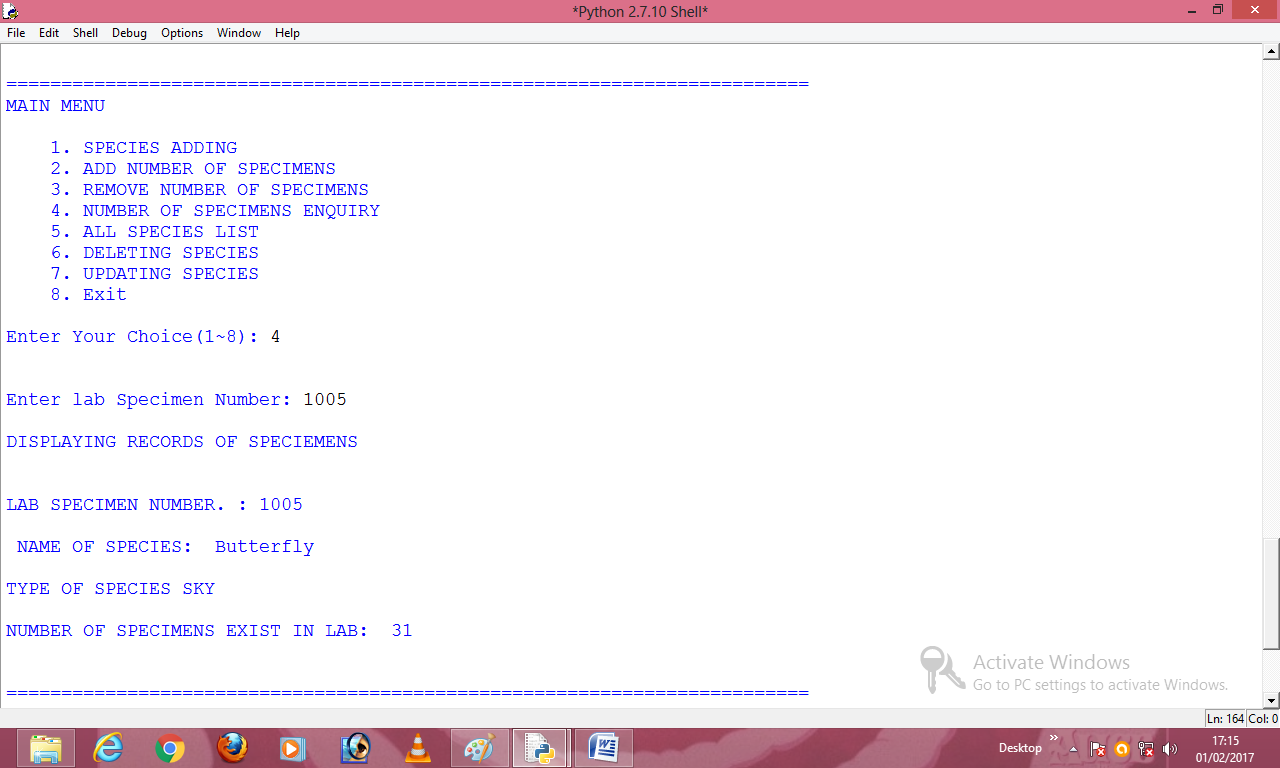 *Python 2.7.10 Shell*
File Edit Shell Debug Options Window Help
=========================================================================
MAIN MENU
1. SPECIES ADDING
2. ADD NUMBER OF SPECIMENS
3. REMOVE NUMBER OF SPECIMENS
4. NUMBER OF SPECIMENS ENQUIRY
5. ALL SPECIES LIST
6. DELETING SPECIES
7. UPDATING SPECIES
8. Exit
Enter Your Choice(1~8): 4
Enter lab Specimen Number: 1005
DISPLAYING RECORDS OF SPECIEMENS
LAB SPECIMEN NUMBER. : 1005
NAME OF SPECIES:  Butterfly
TYPE OF SPECIES SKY
NUMBER OF SPECIMENS EXIST IN LAB:  31
Activate Windows
Go to PC settings to activate Windows.
=========================================================================
Ln: 164 Col: 0
Desktop
17:15
01/02/2017